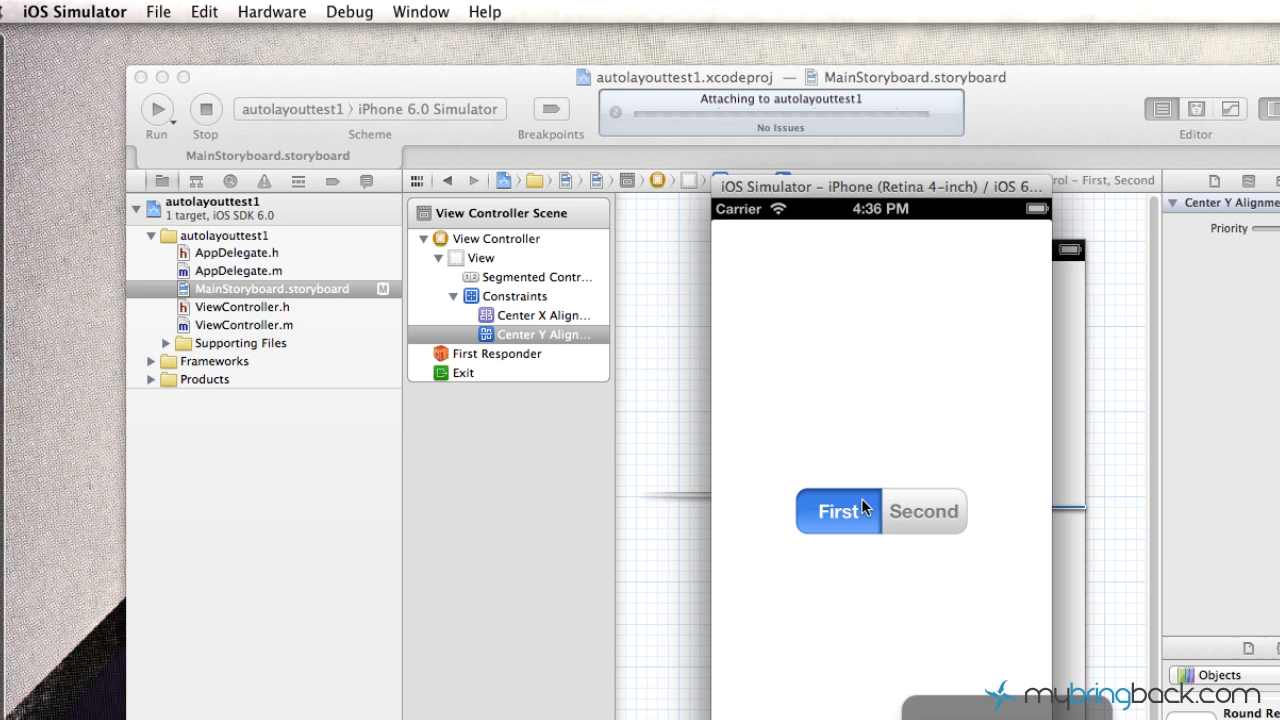 iOS Simulator File Edit Hardware Debug Window Help
autolayouttest1.xcodeproj — MainStoryboard.storyboard
autolayouttest1 〉 iPhone 6.0 Simulator
Attaching to autolayouttest1
2
No Issues
Run Stop Scheme Breakpoints Editor
MainStoryboard.storyboard
rol - First, Second
autolayouttest1
1 target, iOS SDK 6.0
autolayouttest1
h AppDelegate.h
m AppDelegate.m
MainStoryboard.storyboard M
h ViewController.h
m ViewController.m
Supporting Files
Frameworks
Products
View Controller Scene
View Controller
View
Segmented Contr...
Constraints
Center X Align...
Center Y Align...
First Responder
Exit
iOS Simulator - iPhone (Retina 4-inch) / iOS 6...
Carrier 4:36 PM
First Second
Center Y Alignme
Priority
Objects
Round Re
mybringback.com